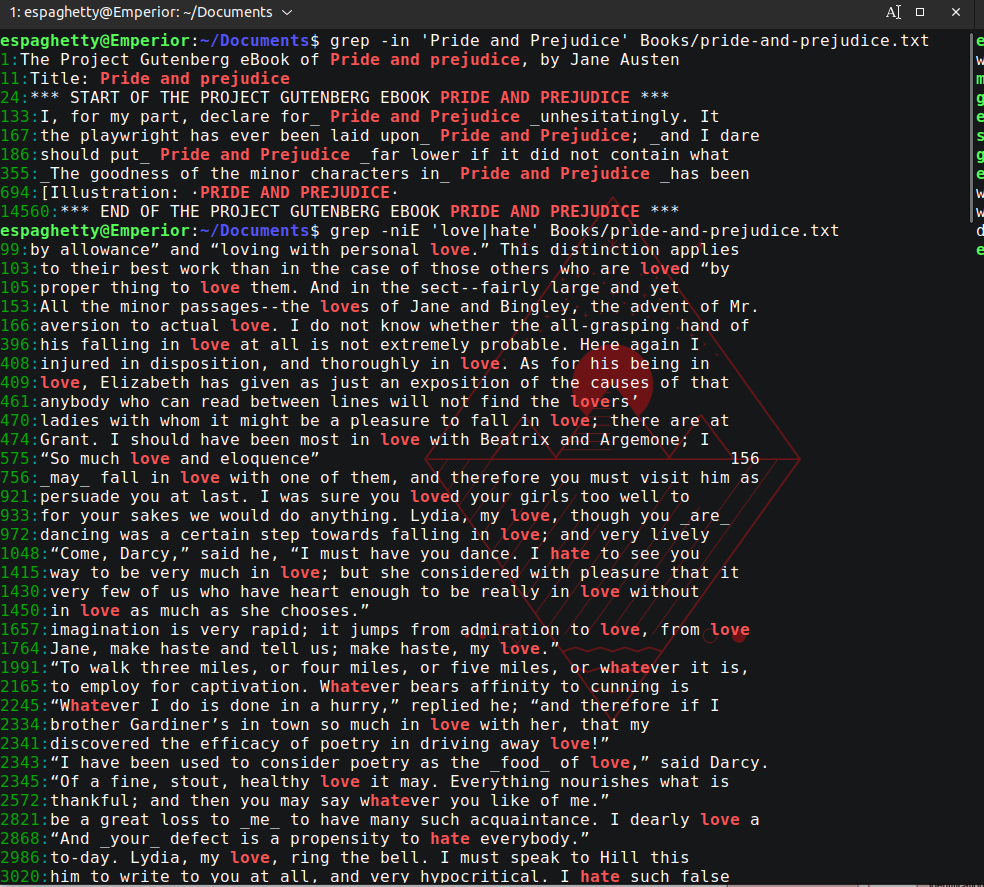 1: espaghetty@Emperior: ~/Documents
espaghetty@Emperior:~/Documents$ grep -in 'Pride and Prejudice' Books/pride-and-prejudice.txt
1:The Project Gutenberg eBook of Pride and prejudice, by Jane Austen
11:Title: Pride and prejudice
24:*** START OF THE PROJECT GUTENBERG EBOOK PRIDE AND PREJUDICE ***
133:I, for my part, declare for_ Pride and Prejudice _unhesitatingly. It
167:the playwright has ever been laid upon_ Pride and Prejudice; _and I dare
186:should put_ Pride and Prejudice _far lower if it did not contain what
355:_The goodness of the minor characters in_ Pride and Prejudice _has been
694:[Illustration: ·PRIDE AND PREJUDICE·
14560:*** END OF THE PROJECT GUTENBERG EBOOK PRIDE AND PREJUDICE ***
espaghetty@Emperior:~/Documents$ grep -niE 'love|hate' Books/pride-and-prejudice.txt
99:by allowance” and “loving with personal love.” This distinction applies
103:to their best work than in the case of those others who are loved “by
105:proper thing to love them. And in the sect--fairly large and yet
153:All the minor passages--the loves of Jane and Bingley, the advent of Mr.
166:aversion to actual love. I do not know whether the all-grasping hand of
396:his falling in love at all is not extremely probable. Here again I
408:injured in disposition, and thoroughly in love. As for his being in
409:love, Elizabeth has given as just an exposition of the causes of that
461:anybody who can read between lines will not find the lovers’
470:ladies with whom it might be a pleasure to fall in love; there are at
474:Grant. I should have been most in love with Beatrix and Argemone; I
575:“So much love and eloquence” 156
756:_may_ fall in love with one of them, and therefore you must visit him as
921:persuade you at last. I was sure you loved your girls too well to
933:for your sakes we would do anything. Lydia, my love, though you _are_
972:dancing was a certain step towards falling in love; and very lively
1048:“Come, Darcy,” said he, “I must have you dance. I hate to see you
1415:way to be very much in love; but she considered with pleasure that it
1430:very few of us who have heart enough to be really in love without
1450:in love as much as she chooses.”
1657:imagination is very rapid; it jumps from admiration to love, from love
1764:Jane, make haste and tell us; make haste, my love.”
1991:“To walk three miles, or four miles, or five miles, or whatever it is,
2165:to employ for captivation. Whatever bears affinity to cunning is
2245:“Whatever I do is done in a hurry,” replied he; “and therefore if I
2334:brother Gardiner’s in town so much in love with her, that my
2341:discovered the efficacy of poetry in driving away love!”
2343:“I have been used to consider poetry as the _food_ of love,” said Darcy.
2345:“Of a fine, stout, healthy love it may. Everything nourishes what is
2572:thankful; and then you may say whatever you like of me.”
2821:be a great loss to _me_ to have many such acquaintance. I dearly love a
2868:“And _your_ defect is a propensity to hate everybody.”
2986:to-day. Lydia, my love, ring the bell. I must speak to Hill this
3020:him to write to you at all, and very hypocritical. I hate such false